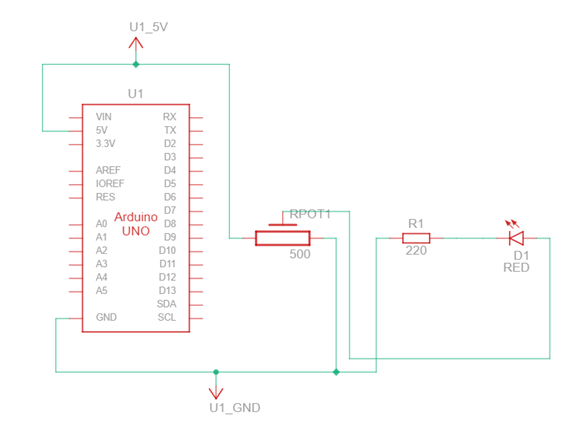 U1_5V
U1
VIN RX
5V TX
3.3V D2
D3
AREF D4
IOREF D5
RES D6
D7
Arduino
UNO
A0 D8
A1 D9
A2 D10
A3 D11
A4 D12
A5 D13
SDA
GND SCL
RPOT1
500
R1
220
D1
RED
U1_GND